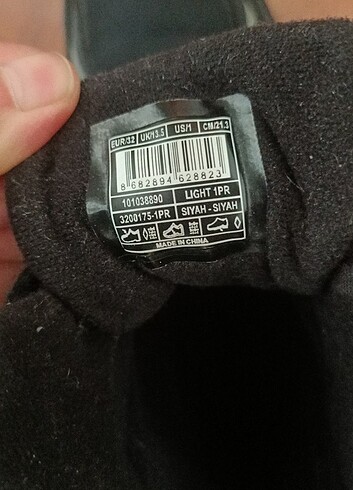 EUR/32 UK/13.5 US/1 CM/21.3
8 682894 628823
101038890 LIGHT 1PR
3200175-1PR SIYAH - SIYAH
MADE IN CHINA